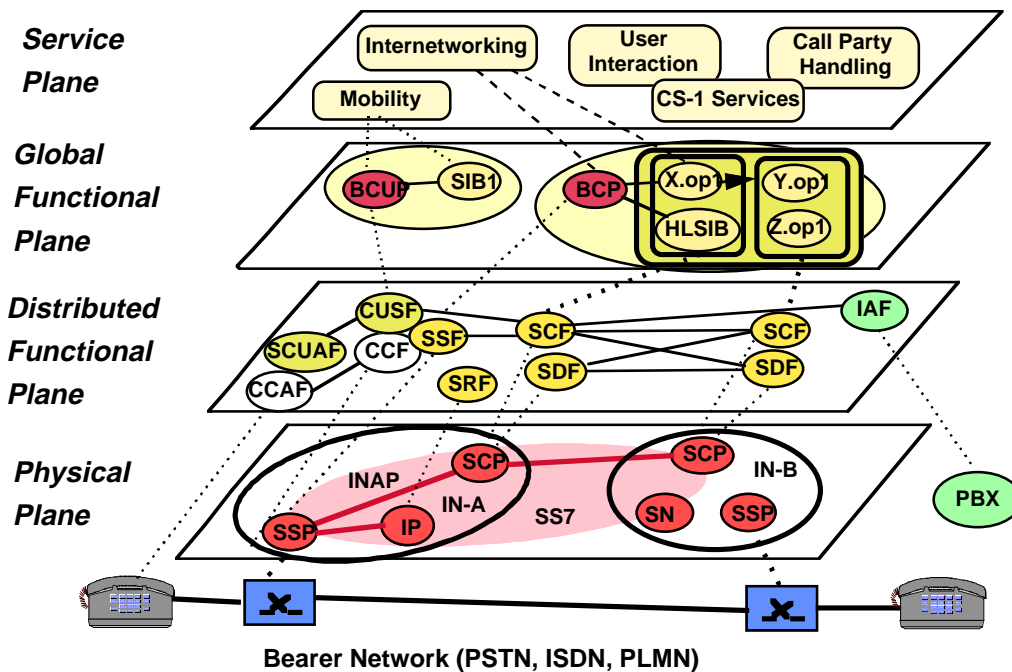 Service
Plane
Internetworking
User
Interaction
Call Party
Handling
Mobility
CS-1 Services
Global
Functional
Plane
BCUP
SIB1
BCP
X.op1
Y.op1
HLSIB
Z.op1
Distributed
Functional
Plane
CUSF
SCUAF
CCF
SSF
CCAF
SRF
SCF
SDF
SCF
SDF
IAF
Physical
Plane
INAP
SCP
IN-A
SSP
IP
SS7
SCP
IN-B
SN
SSP
PBX
Bearer Network (PSTN, ISDN, PLMN)